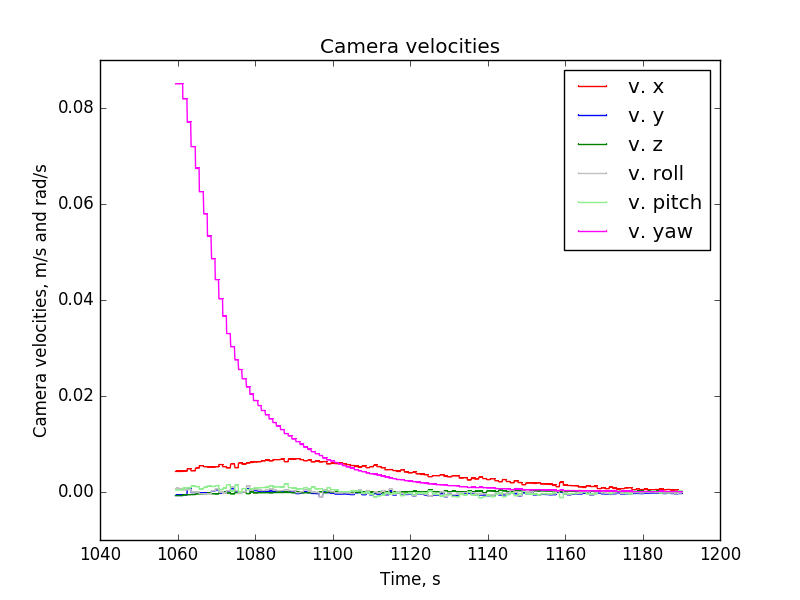 Camera velocities
v. x
v. y
v. z
v. roll
v. pitch
v. yaw
Camera velocities, m/s and rad/s
0.08
0.06
0.04
0.02
0.00
1040 1060 1080 1100 1120 1140 1160 1180 1200
Time, s